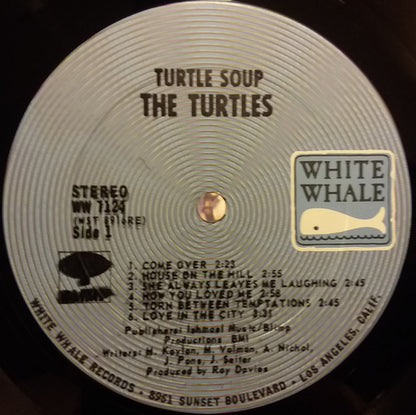 TURTLE SOUP
THE TURTLES
WHITE
WHALE
STEREO
WW 7124
(WST 8916RE)
Side 1
1. COME OVER 2:23
2. HOUSE ON THE HILL 2:55
3. SHE ALWAYS LEAVES ME LAUGHING 2:45
4. HOW YOU LOVED ME 2:58
5. TORN BETWEEN TEMPTATIONS 2:45
6. LOVE IN THE CITY 3:31
Publishers: Ishmael Music/Blimp
Productions BMI
Writers: H. Kaylan, M. Volman, A. Nichol,
J. Pons, J. Seiter
Produced by Ray Davies
WHITE WHALE RECORDS • 8961 SUNSET BOULEVARD • LOS ANGELES, CALIF.